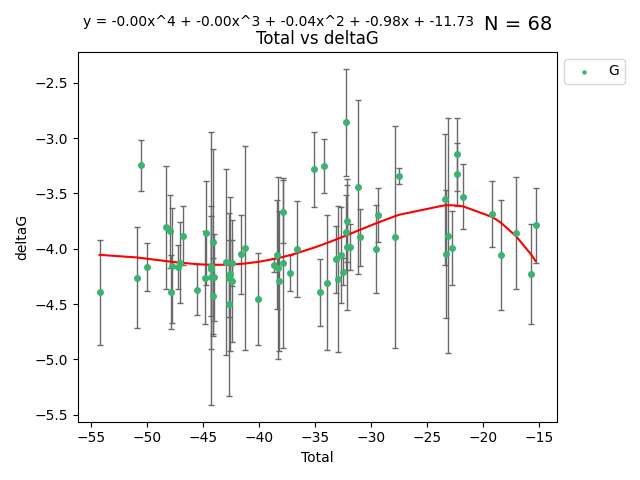 y = -0.00x^4 + -0.00x^3 + -0.04x^2 + -0.98x + -11.73 N = 68
Total vs deltaG
G
deltaG
−2.5
−3.0
−3.5
−4.0
−4.5
−5.0
−5.5
−55 −50 −45 −40 −35 −30 −25 −20 −15
Total